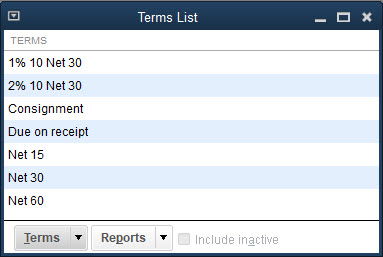 Terms List
TERMS
1% 10 Net 30
2% 10 Net 30
Consignment
Due on receipt
Net 15
Net 30
Net 60
Terms Reports Include inactive